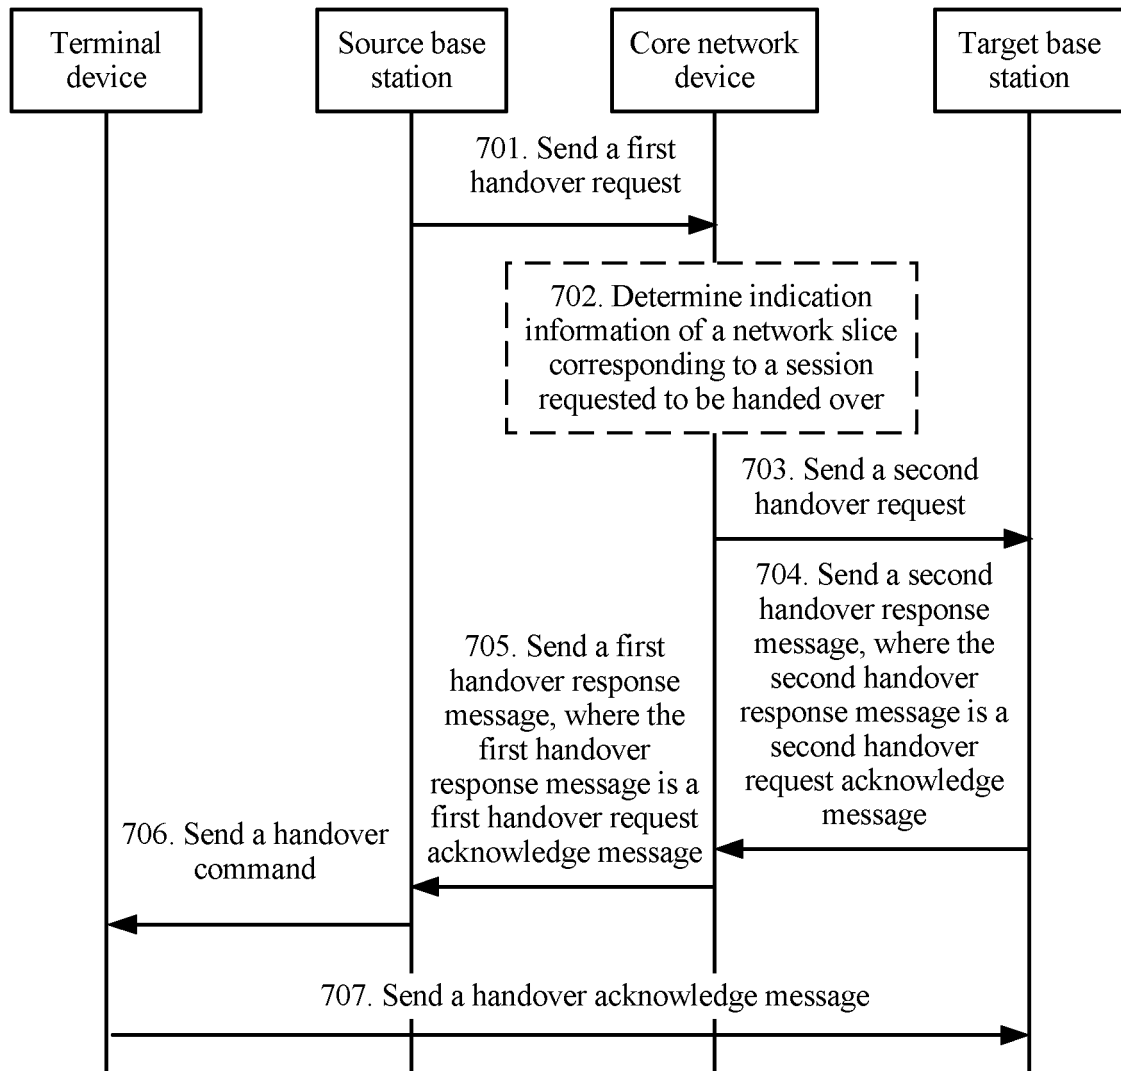 Terminal
device
Source base
station
Core network
device
Target base
station
701. Send a first
handover request
702. Determine indication
information of a network slice
corresponding to a session
requested to be handed over
703. Send a second
handover request
704. Send a second
handover response
message, where the
second handover
response message is a
second handover
request acknowledge
message
705. Send a first
handover response
message, where the
first handover
response message is a
first handover request
acknowledge message
706. Send a handover
command
707. Send a handover acknowledge message